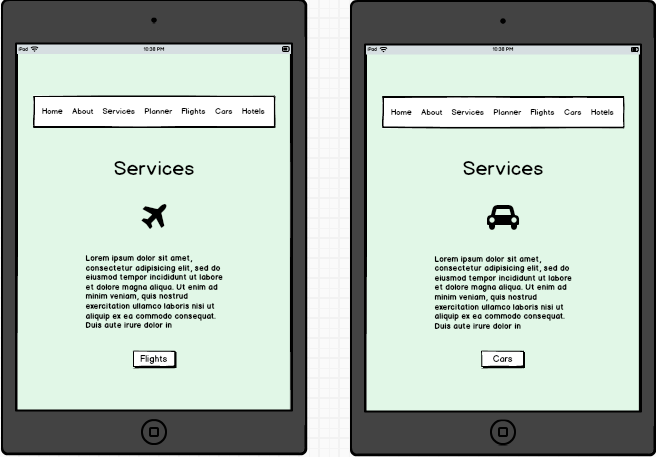 iPad 10:38 PM
Home About Services Planner Flights Cars Hotels
Services
Lorem ipsum dolor sit amet,
consectetur adipisicing elit, sed do
eiusmod tempor incididunt ut labore
et dolore magna aliqua. Ut enim ad
minim veniam, quis nostrud
exercitation ullamco laboris nisi ut
aliquip ex ea commodo consequat.
Duis aute irure dolor in
Flights
iPad 10:38 PM
Home About Services Planner Flights Cars Hotels
Services
Lorem ipsum dolor sit amet,
consectetur adipisicing elit, sed do
eiusmod tempor incididunt ut labore
et dolore magna aliqua. Ut enim ad
minim veniam, quis nostrud
exercitation ullamco laboris nisi ut
aliquip ex ea commodo consequat.
Duis aute irure dolor in
Cars